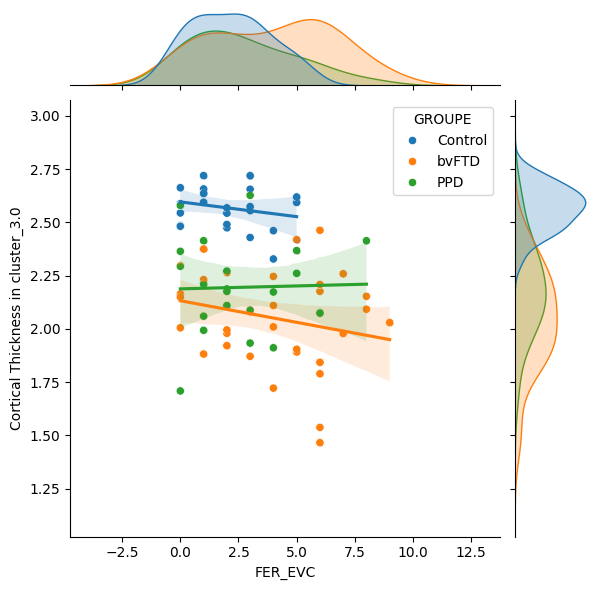 GROUPE
Control
bvFTD
PPD
3.00
2.75
2.50
2.25
2.00
1.75
1.50
1.25
Cortical Thickness in cluster_3.0
−2.5 0.0 2.5 5.0 7.5 10.0 12.5
FER_EVC